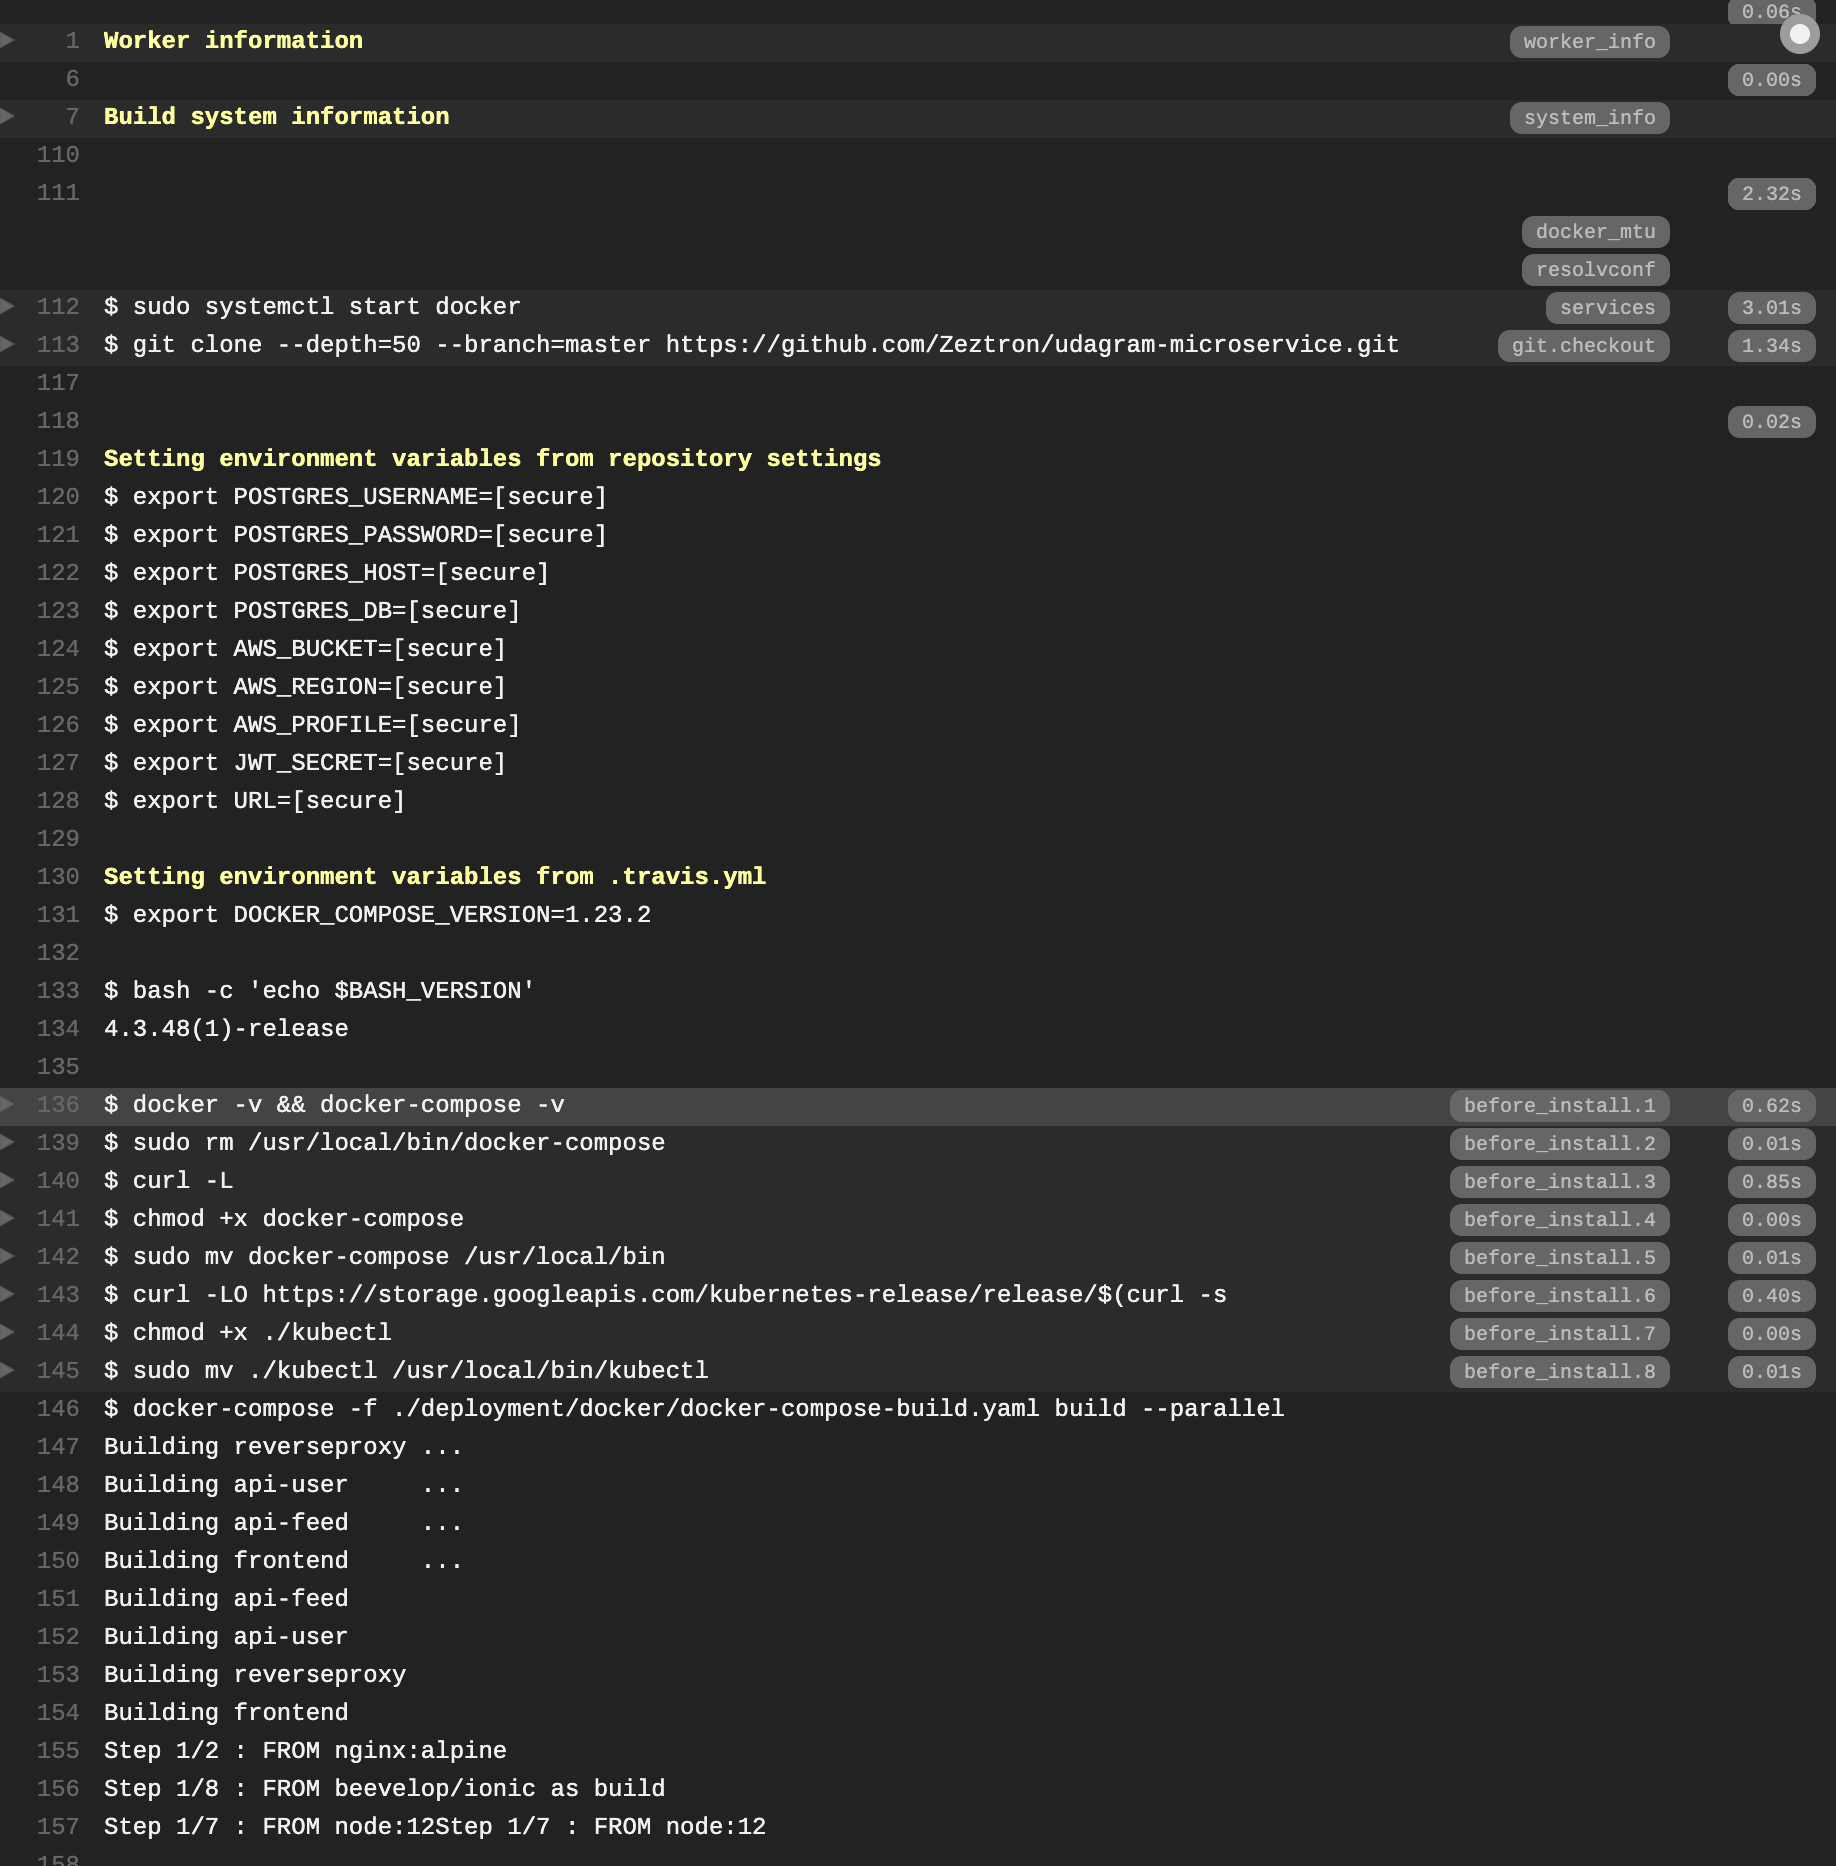 0.06s
1 Worker information worker_info
6 0.00s
7 Build system information system_info
110
111 2.32s
docker_mtu
resolvconf
112 $ sudo systemctl start docker services 3.01s
113 $ git clone --depth=50 --branch=master https://github.com/Zeztron/udagram-microservice.git git.checkout 1.34s
117
118 0.02s
119 Setting environment variables from repository settings
120 $ export POSTGRES_USERNAME=[secure]
121 $ export POSTGRES_PASSWORD=[secure]
122 $ export POSTGRES_HOST=[secure]
123 $ export POSTGRES_DB=[secure]
124 $ export AWS_BUCKET=[secure]
125 $ export AWS_REGION=[secure]
126 $ export AWS_PROFILE=[secure]
127 $ export JWT_SECRET=[secure]
128 $ export URL=[secure]
129
130 Setting environment variables from .travis.yml
131 $ export DOCKER_COMPOSE_VERSION=1.23.2
132
133 $ bash -c 'echo $BASH_VERSION'
134 4.3.48(1)-release
135
136 $ docker -v && docker-compose -v before_install.1 0.62s
139 $ sudo rm /usr/local/bin/docker-compose before_install.2 0.01s
140 $ curl -L before_install.3 0.85s
141 $ chmod +x docker-compose before_install.4 0.00s
142 $ sudo mv docker-compose /usr/local/bin before_install.5 0.01s
143 $ curl -LO https://storage.googleapis.com/kubernetes-release/release/$(curl -s before_install.6 0.40s
144 $ chmod +x ./kubectl before_install.7 0.00s
145 $ sudo mv ./kubectl /usr/local/bin/kubectl before_install.8 0.01s
146 $ docker-compose -f ./deployment/docker/docker-compose-build.yaml build --parallel
147 Building reverseproxy ...
148 Building api-user     ...
149 Building api-feed     ...
150 Building frontend     ...
151 Building api-feed
152 Building api-user
153 Building reverseproxy
154 Building frontend
155 Step 1/2 : FROM nginx:alpine
156 Step 1/8 : FROM beevelop/ionic as build
157 Step 1/7 : FROM node:12Step 1/7 : FROM node:12
158